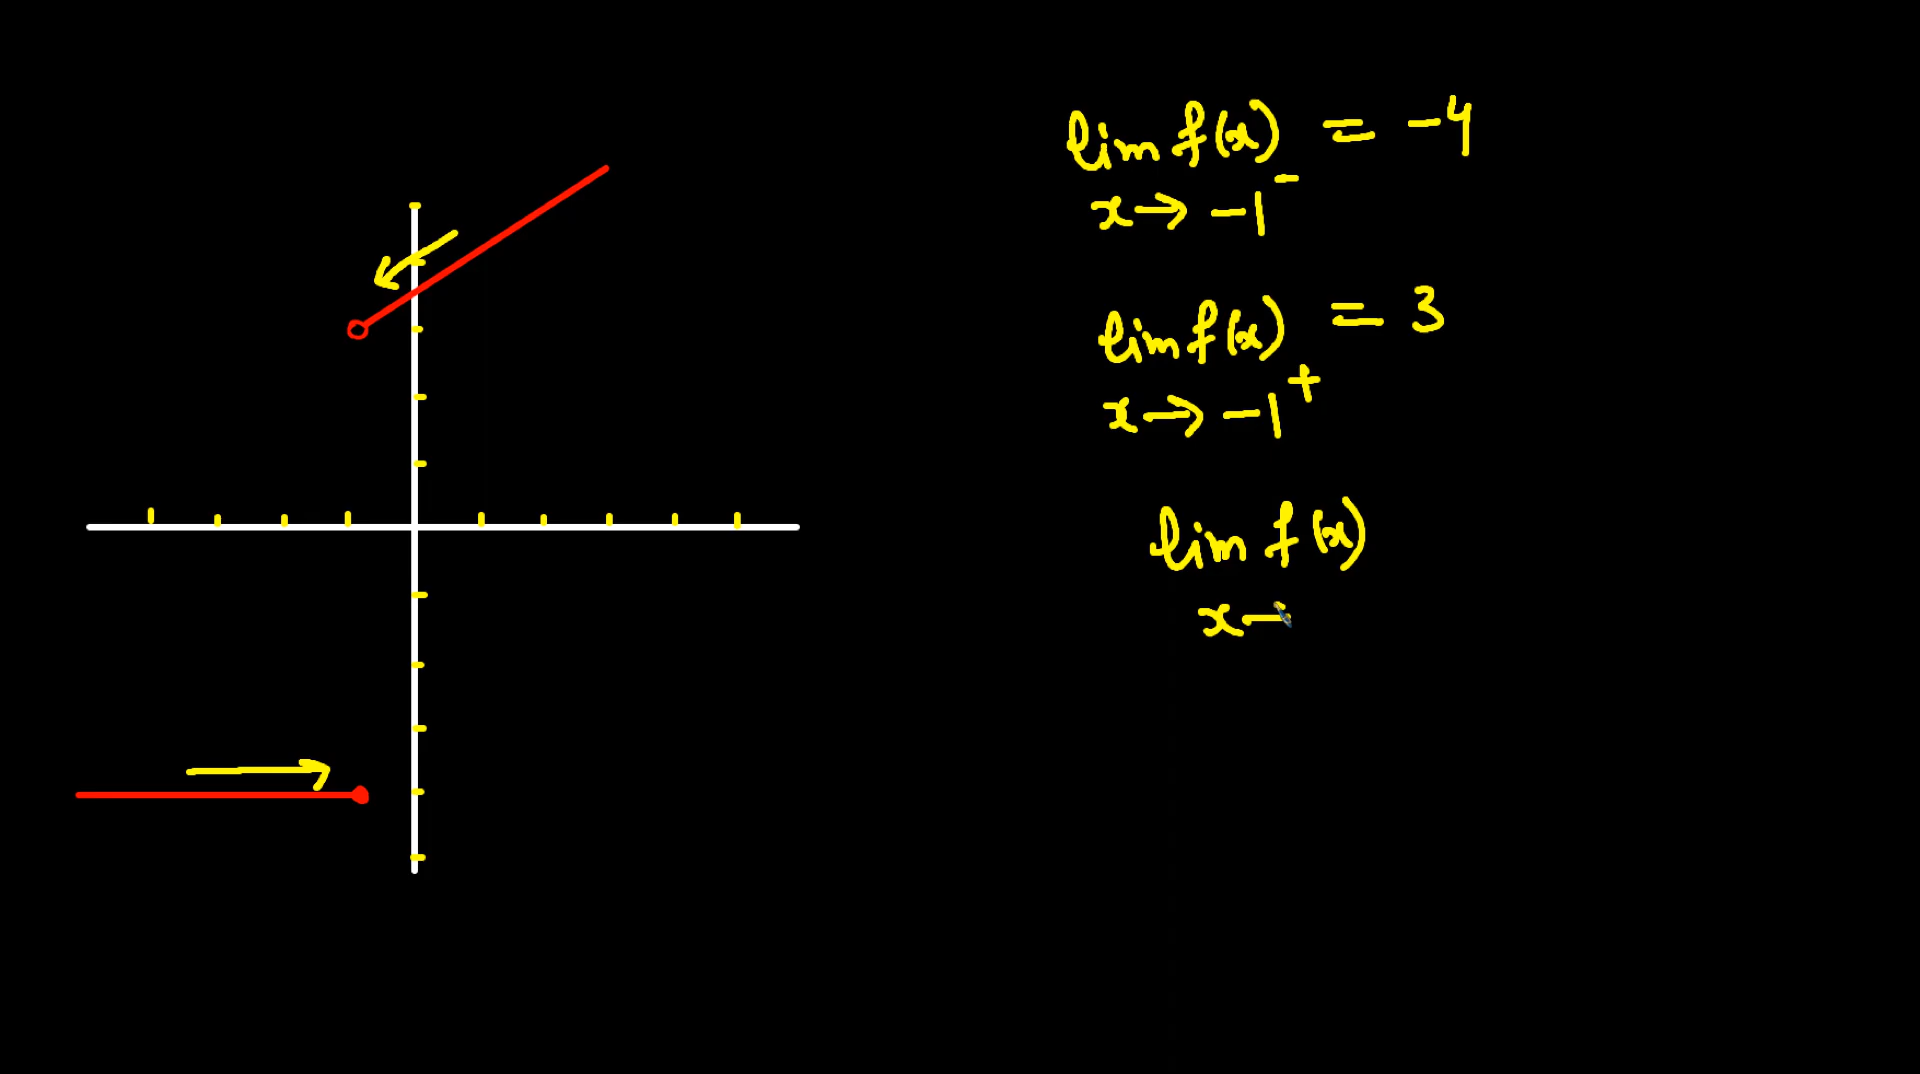 lim f(x) = -4
x → -1⁻
lim f(x) = 3
x → -1⁺
lim f(x)
x -